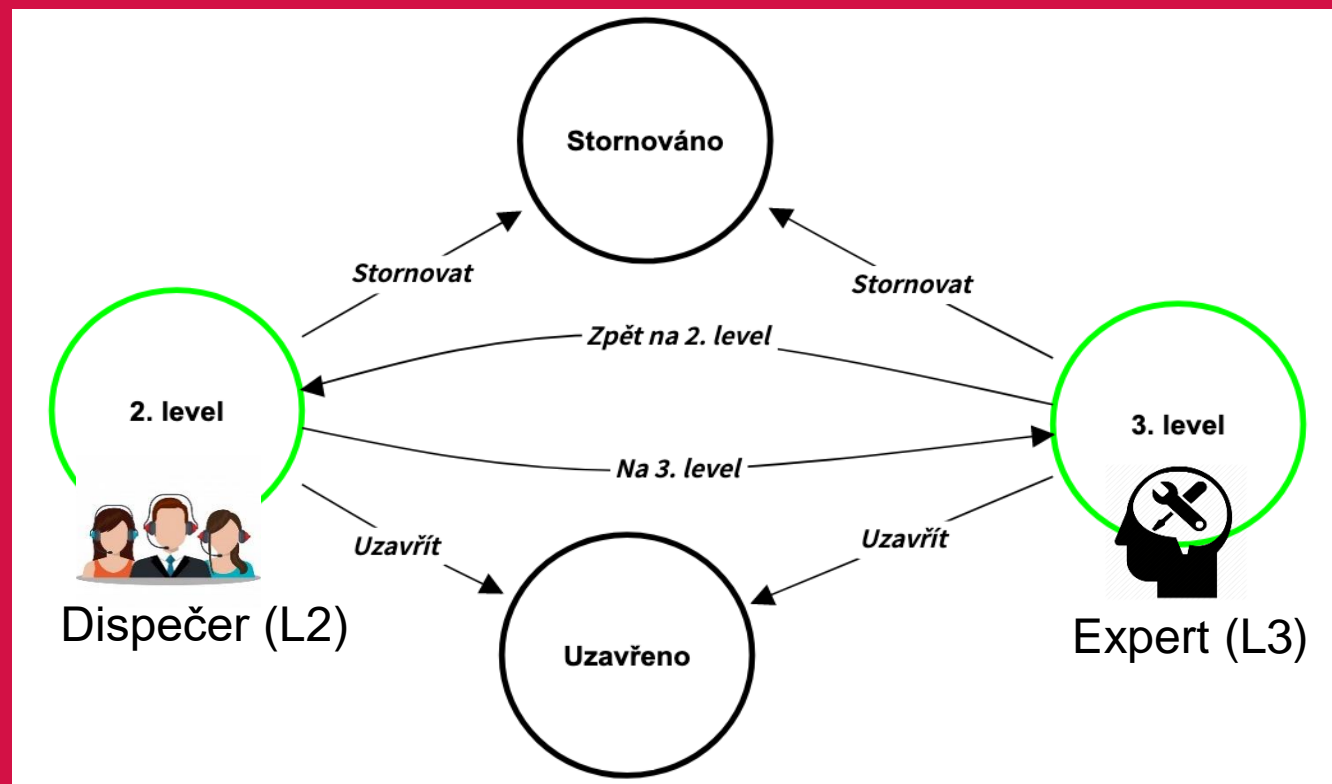 Stornováno
Stornovat
Stornovat
Zpět na 2. level
2. level
3. level
Na 3. level
Uzavřít
Uzavřít
Dispečer (L2)
Uzavřeno
Expert (L3)